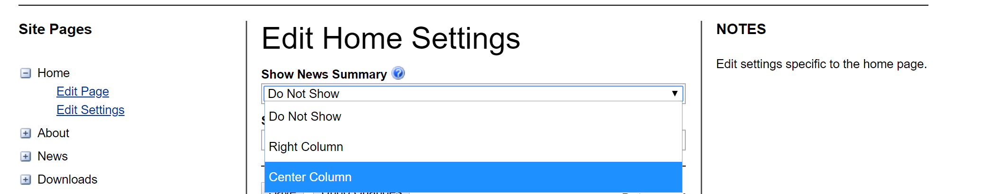 Site Pages
Home
Edit Page
Edit Settings
About
News
Downloads
Edit Home Settings
Show News Summary
Do Not Show
Do Not Show
Right Column
Center Column
NOTES
Edit settings specific to the home page.